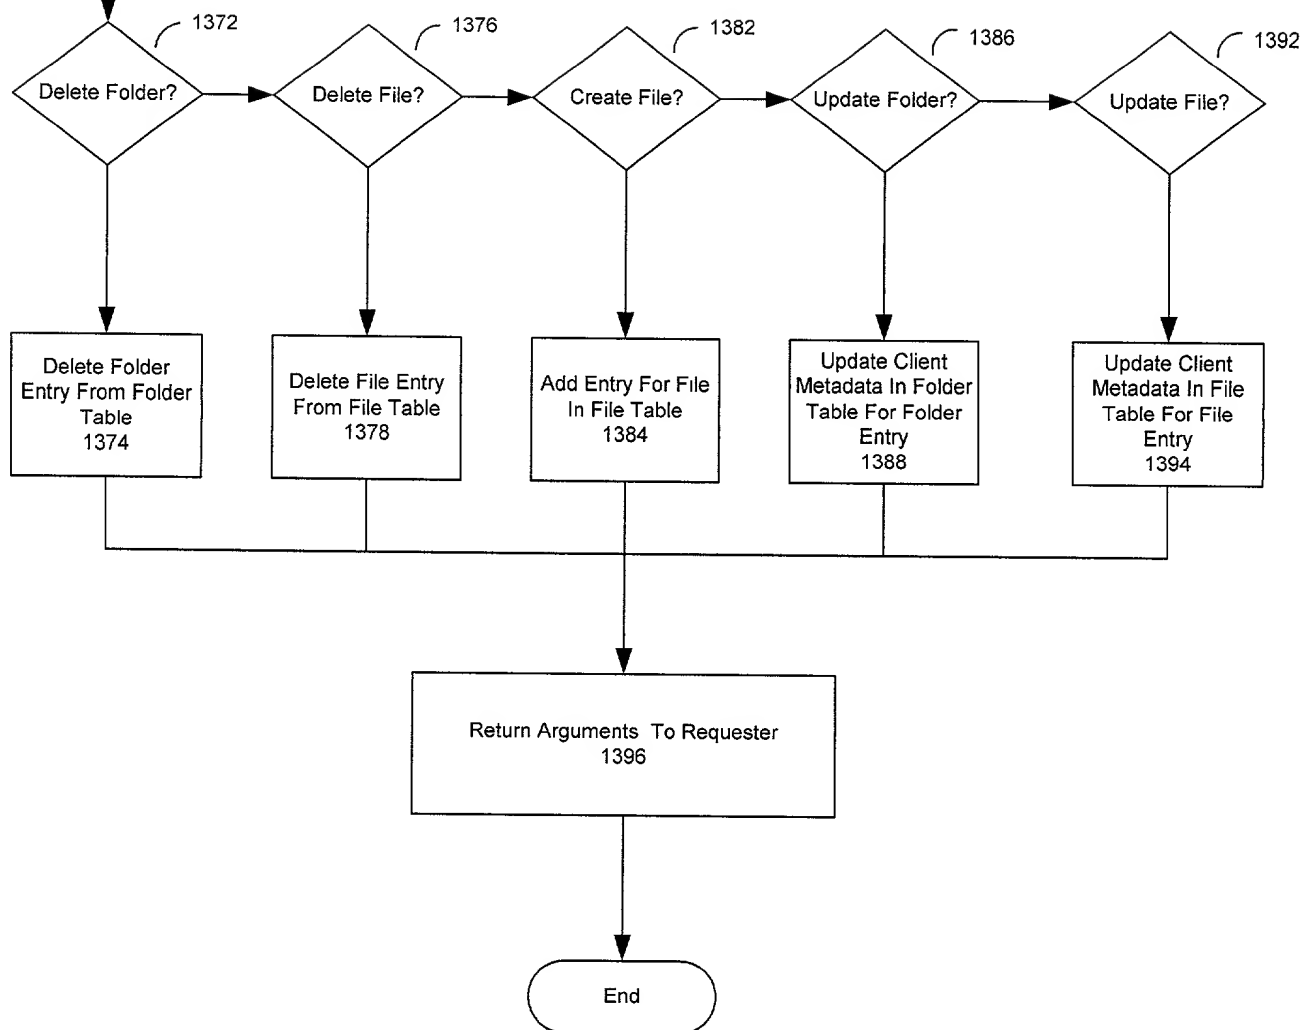 1372
1376
1382
1386
1392
Delete Folder?
Delete File?
Create File?
Update Folder?
Update File?
Delete Folder
Entry From Folder
Table
1374
Delete File Entry
From File Table
1378
Add Entry For File
In File Table
1384
Update Client
Metadata In Folder
Table For Folder
Entry
1388
Update Client
Metadata In File
Table For File
Entry
1394
Return Arguments To Requester
1396
End